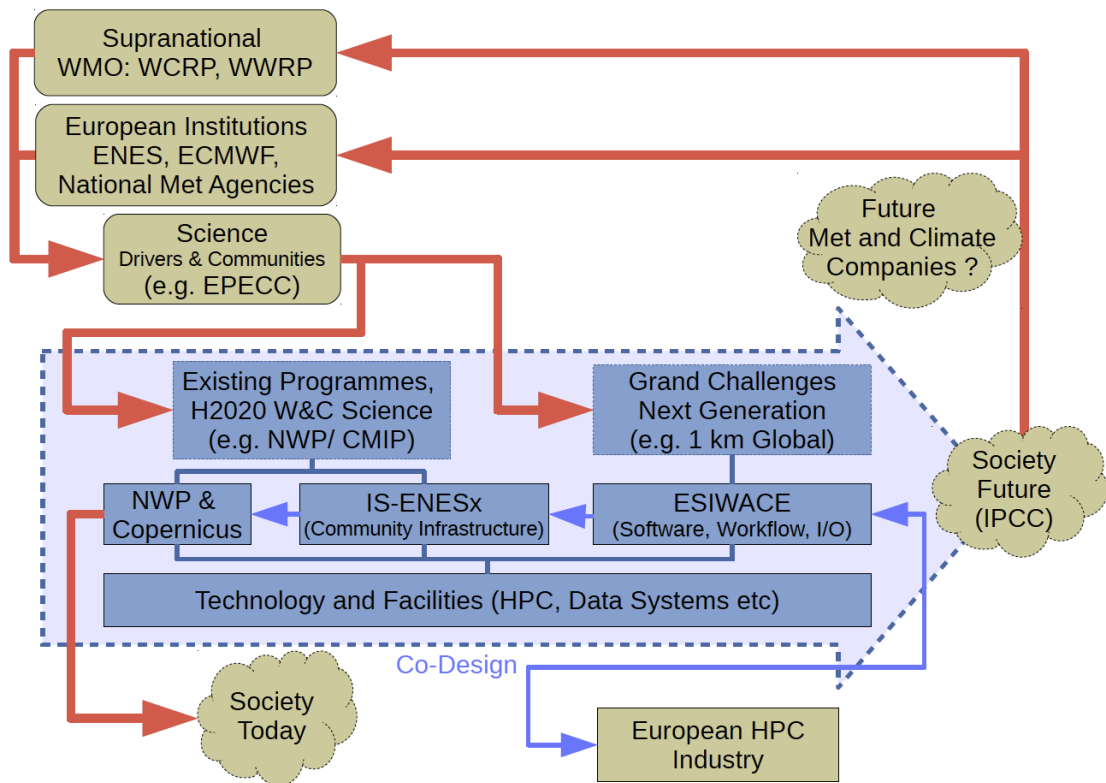 Supranational
WMO: WCRP, WWRP
European Institutions
ENES, ECMWF,
National Met Agencies
Science
Drivers & Communities
(e.g. EPECC)
Future
Met and Climate
Companies ?
Existing Programmes,
H2020 W&C Science
(e.g. NWP/ CMIP)
Grand Challenges
Next Generation
(e.g. 1 km Global)
Society
Future
(IPCC)
NWP &
Copernicus
IS-ENESx
(Community Infrastructure)
ESIWACE
(Software, Workflow, I/O)
Technology and Facilities (HPC, Data Systems etc)
Co-Design
Society
Today
European HPC
Industry